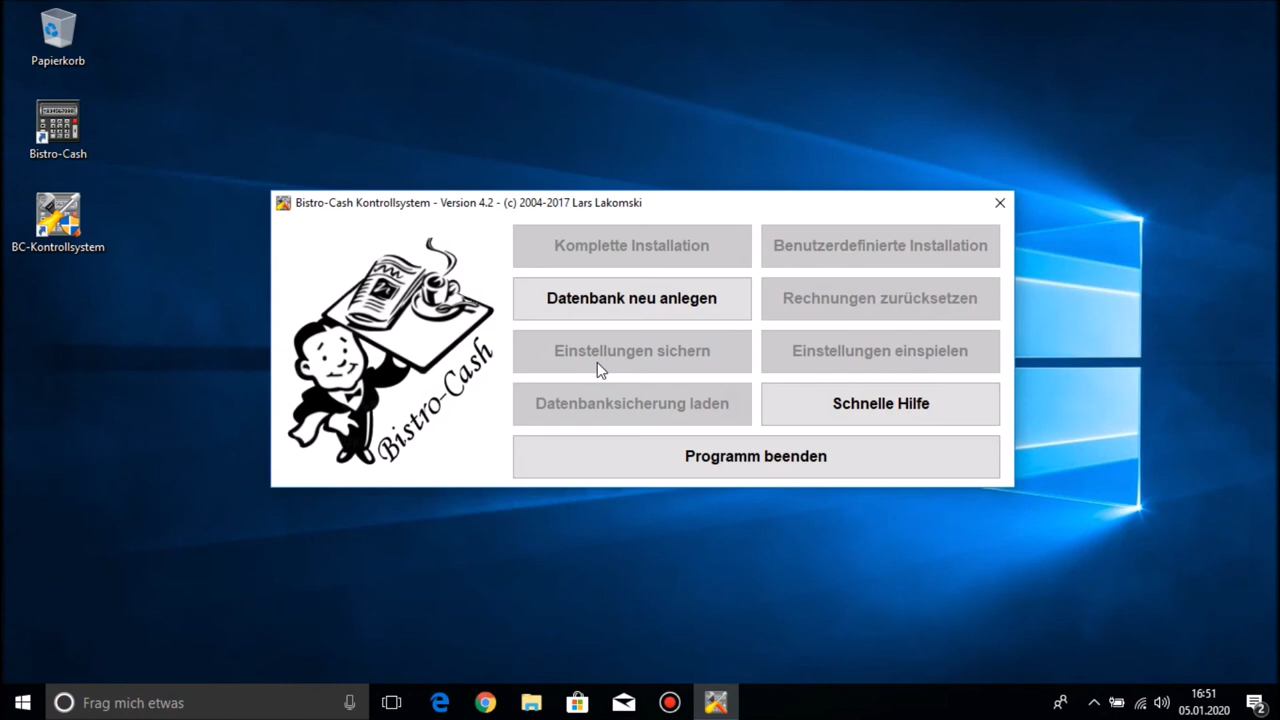 Papierkorb
Bistro-Cash
BC-Kontrollsystem
Bistro-Cash Kontrollsystem - Version 4.2 - (c) 2004-2017 Lars Lakomski
Komplette Installation
Benutzerdefinierte Installation
Datenbank neu anlegen
Rechnungen zurücksetzen
Einstellungen sichern
Einstellungen einspielen
Datenbanksicherung laden
Schnelle Hilfe
Programm beenden
Bistro-Cash
Frag mich etwas
16:51
05.01.2020
2